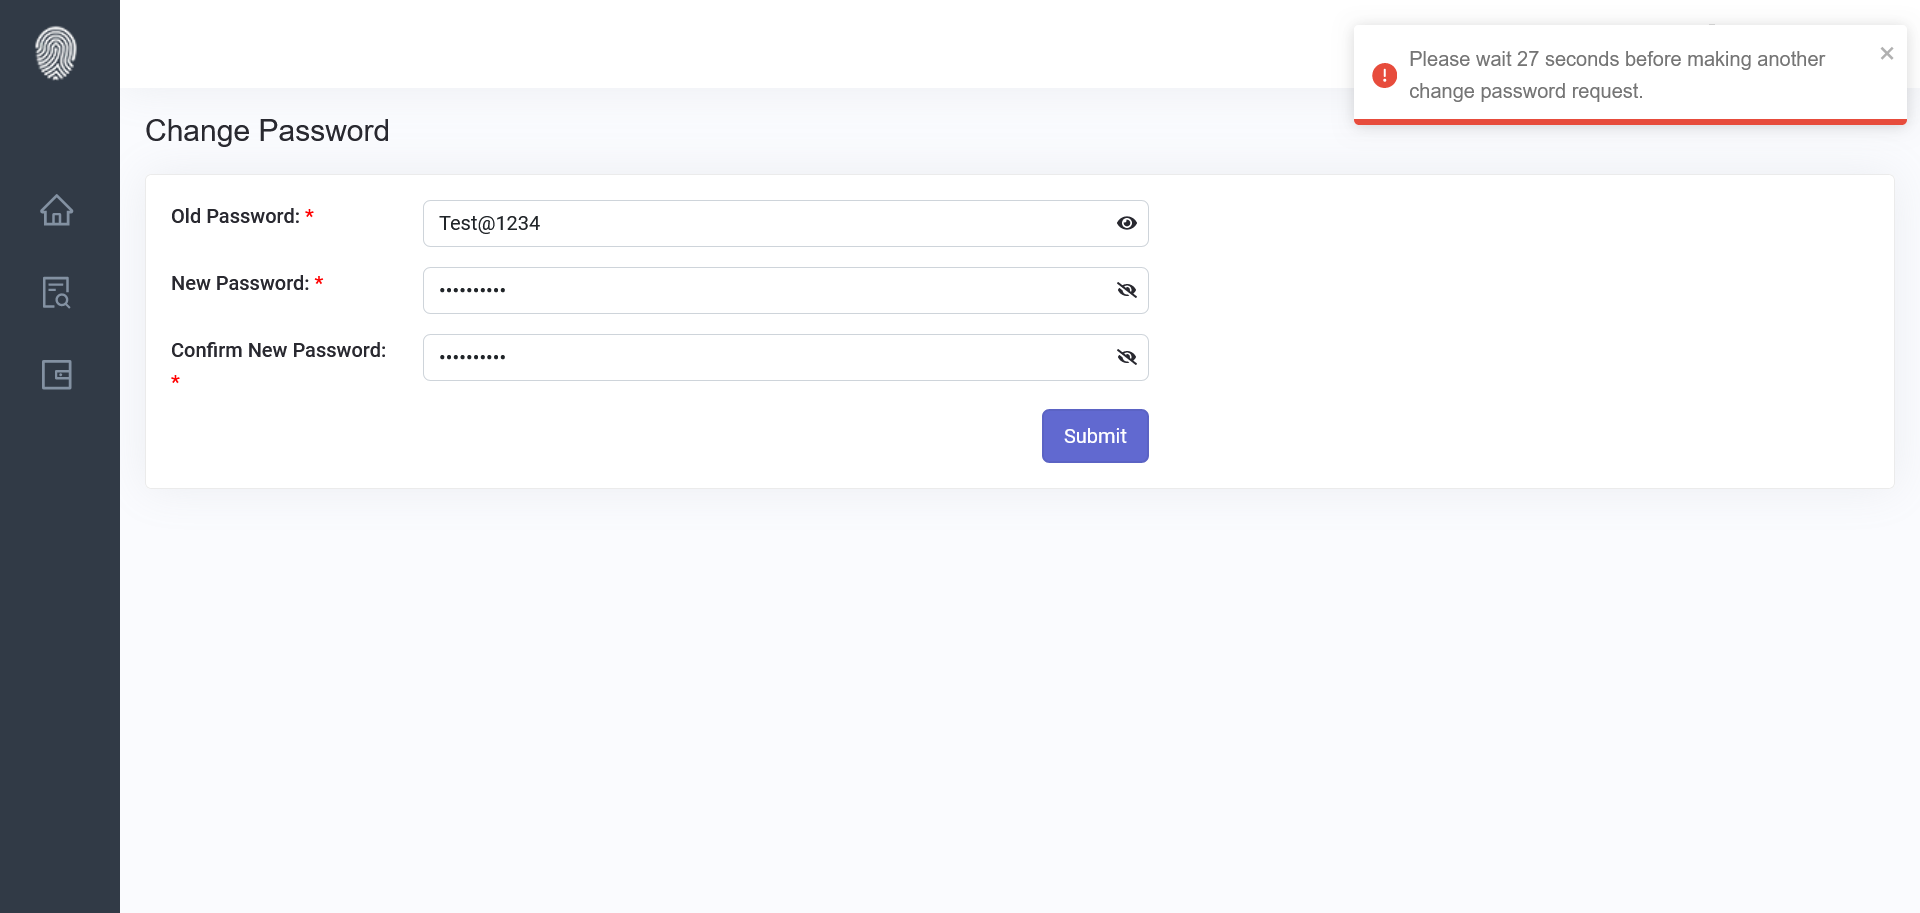 Please wait 27 seconds before making another
change password request.
Change Password
Old Password: *
Test@1234
New Password: *
••••••••••
Confirm New Password:
*
••••••••••
Submit